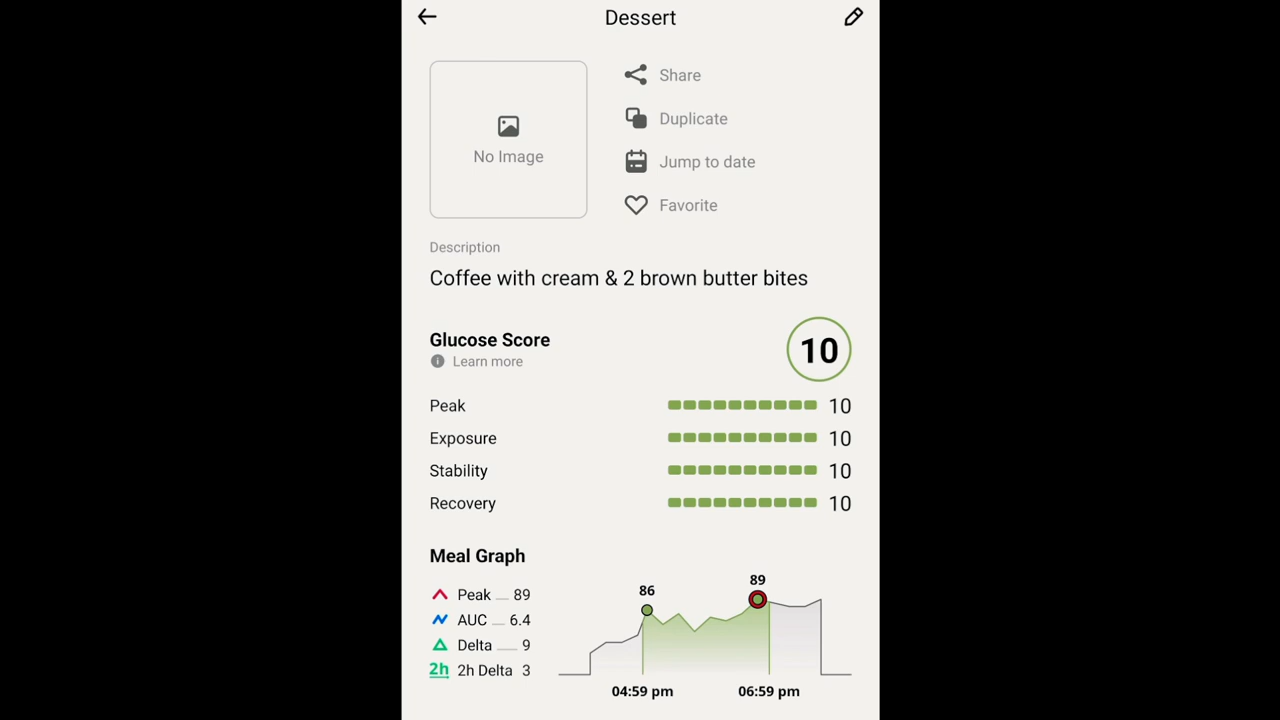 Dessert
No Image
Share
Duplicate
Jump to date
Favorite
Description
Coffee with cream & 2 brown butter bites
Glucose Score
Learn more
10
Peak 10
Exposure 10
Stability 10
Recovery 10
Meal Graph
Peak 89
AUC 6.4
Delta 9
2h 2h Delta 3
86
89
04:59 pm
06:59 pm